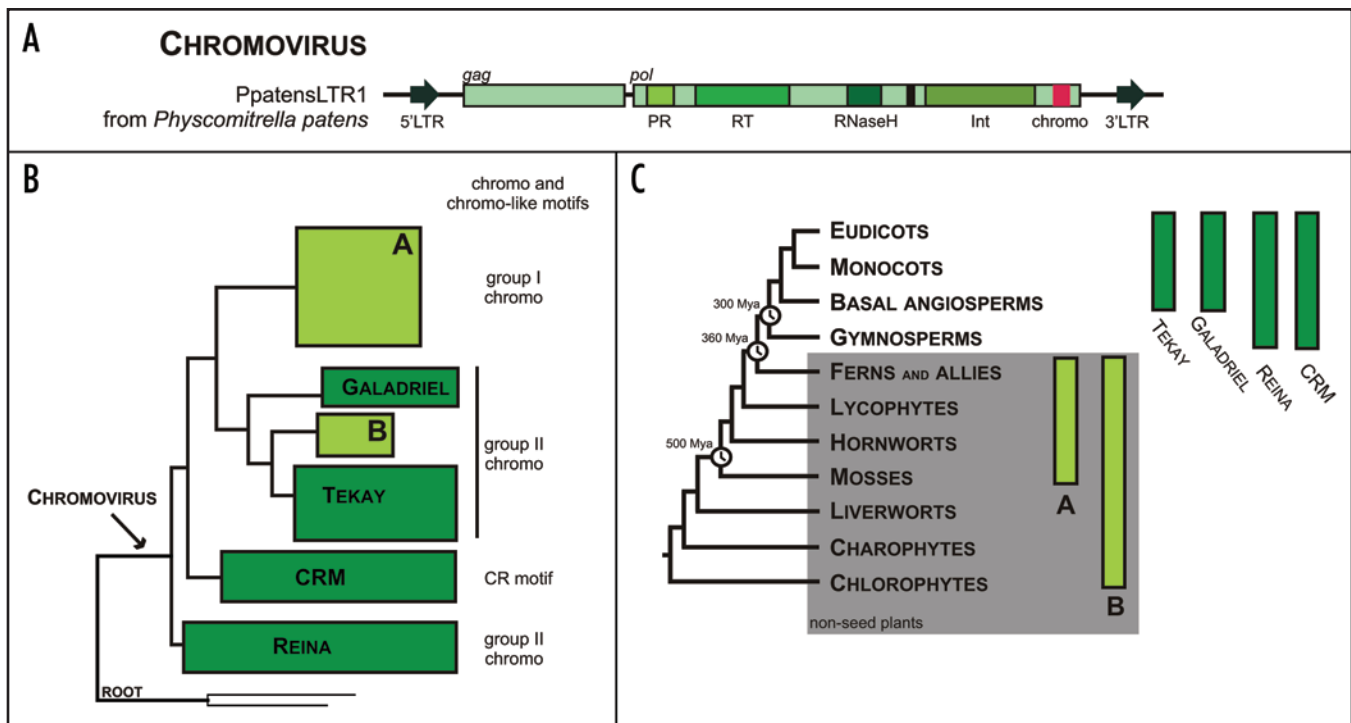 A
CHROMOVIRUS
PpatensLTR1
from Physcomitrella patens
gag
pol
5'LTR
PR
RT
RNaseH
Int
chromo
3'LTR
B
chromo and
chromo-like motifs
A
group I
chromo
GALADRIEL
B
group II
chromo
TEKAY
CHROMOVIRUS
CRM
CR motif
REINA
group II
chromo
ROOT
C
EUDICOTS
MONOCOTS
300 Mya
BASAL ANGIOSPERMS
360 Mya
GYMNOSPERMS
FERNS AND ALLIES
LYCOPHYTES
500 Mya
HORNWORTS
MOSSES
LIVERWORTS
CHAROPHYTES
CHLOROPHYTES
non-seed plants
A
B
TEKAY
GALADRIEL
REINA
CRM